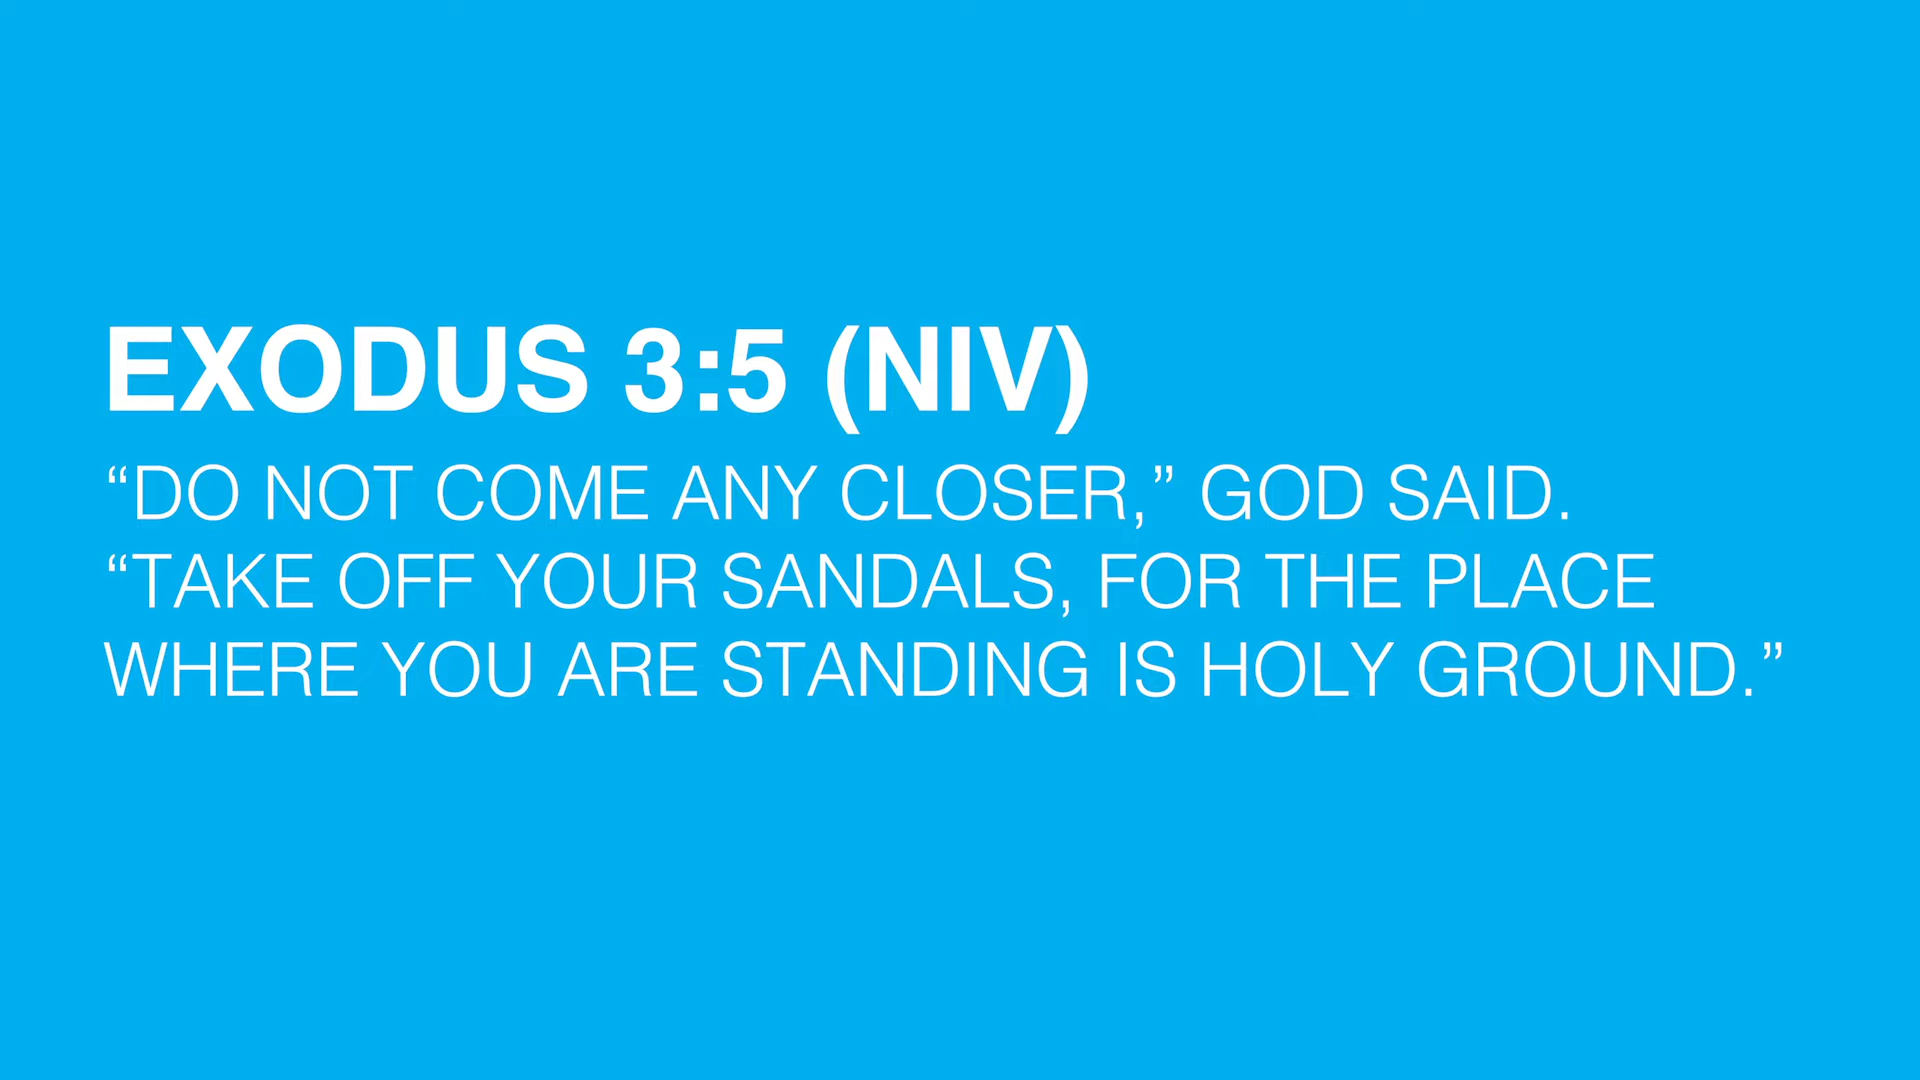 EXODUS 3:5 (NIV)
“DO NOT COME ANY CLOSER,” GOD SAID.
“TAKE OFF YOUR SANDALS, FOR THE PLACE
WHERE YOU ARE STANDING IS HOLY GROUND.”